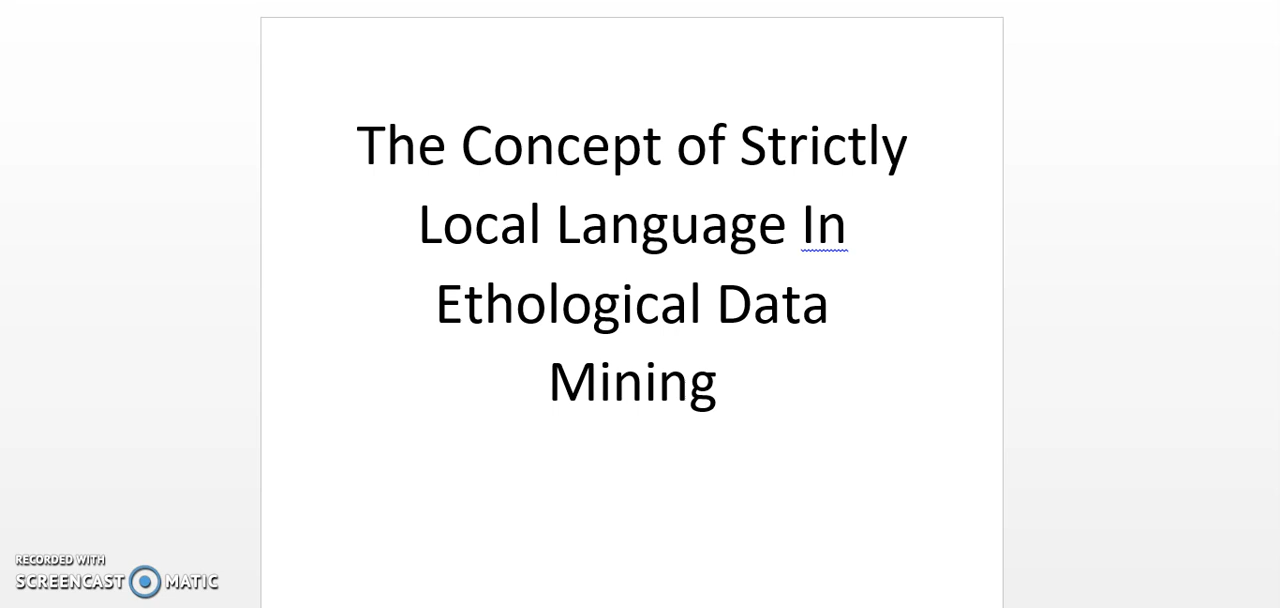 The Concept of Strictly
Local Language In
Ethological Data
Mining
RECORDED WITH
SCREENCAST MATIC